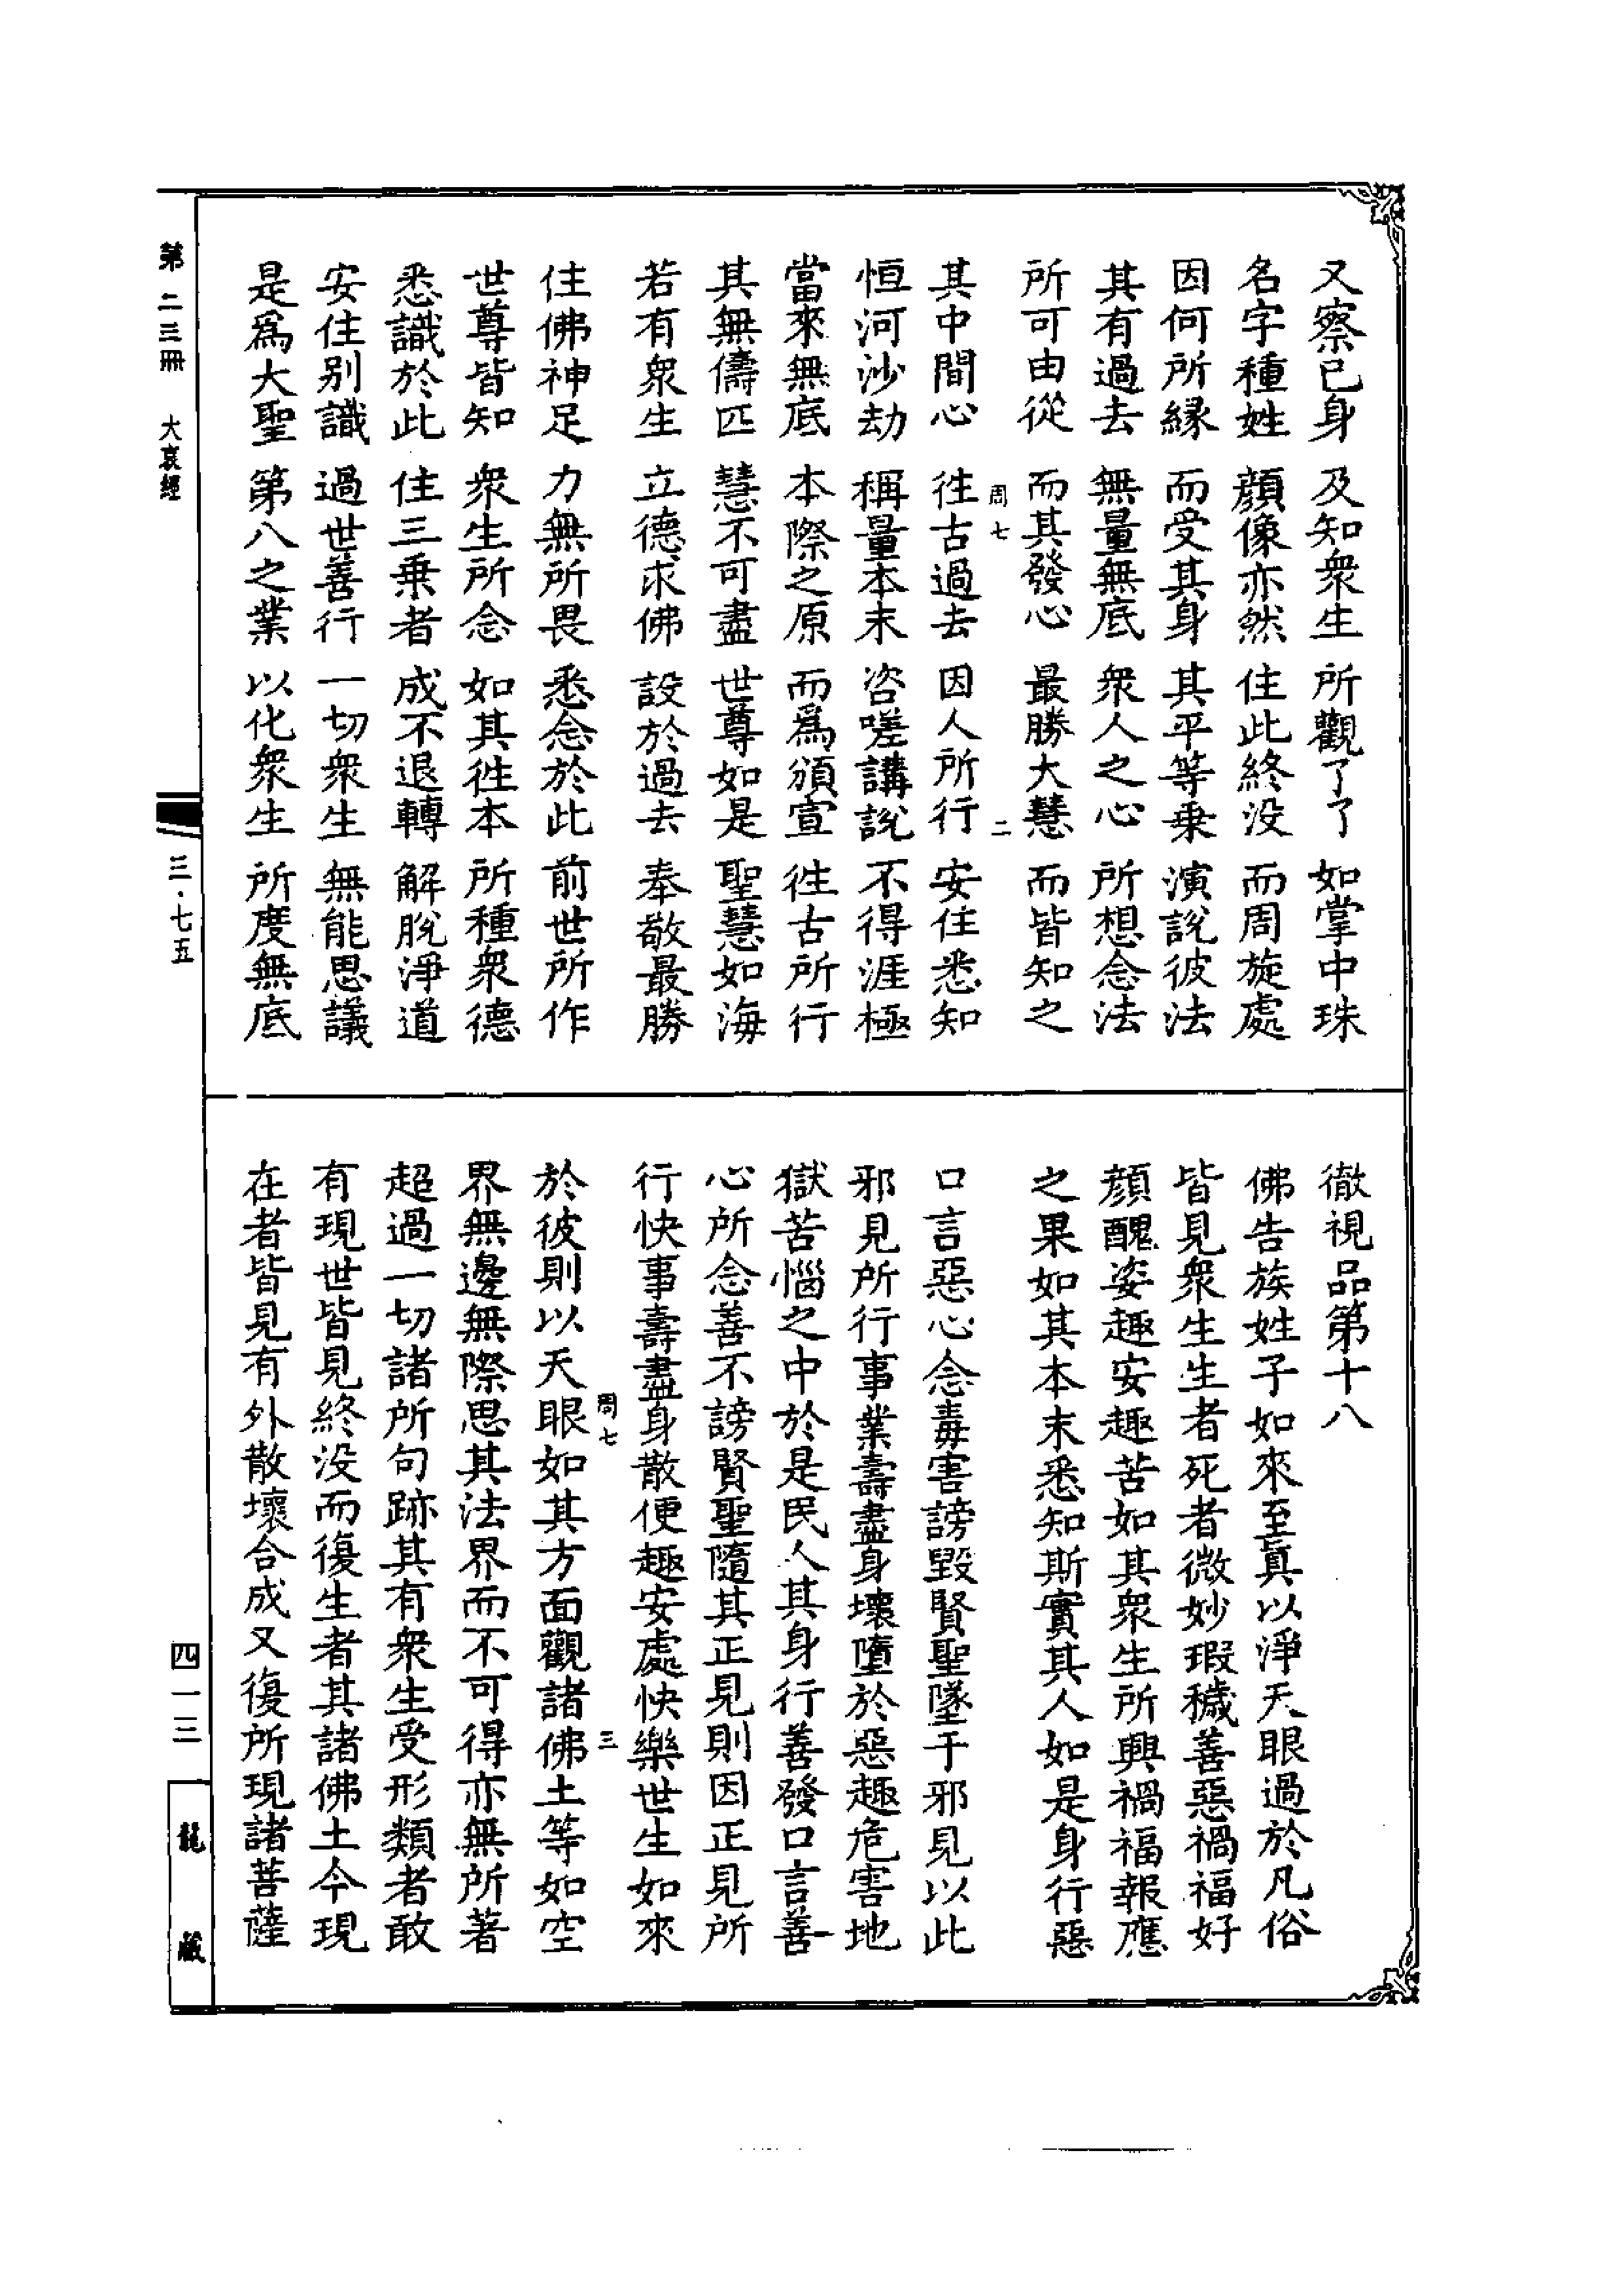 又察已身　及知衆生　所觀了了　如掌中珠
名字種姓　顔像亦然　住此終没　而周旋處
因何所縁　而受其身　其平等乗　演說彼法
其有過去　無量無底　衆人之心　所想念法
所可由從　而其發心　最勝大慧　而皆知之
周七　二
其中間心　徃古過去　因人所行　安住悉知
恒河沙劫　稱量本末　咨嗟講說　不得涯極
當來無底　本際之原　而爲頒宣　徃古所行
其無儔匹　慧不可盡　世尊如是　聖慧如海
若有衆生　立德求佛　設於過去　奉敬最勝
住佛神足　力無所畏　悉念於此　前世所作
世尊皆知　衆生所念　如其徃本　所種衆德
悉識於此　住三乗者　成不退轉　解脫淨道
安住別識　過世善行　一切衆生　無能思議
是爲大聖　第八之業　以化衆生　所度無底
徹視品第十八
佛告族姓子如來至眞以淨天眼過於凡俗
皆見衆生生者死者微妙瑕穢善惡禍福好
顔醜姿趣安趣苦如其衆生所興禍福報應
之果如其本末悉知斯實其人如是身行惡
口言惡心念毒害謗毀賢聖墜于邪見以此
邪見所行事業壽盡身壞墮於惡趣危害地
獄苦惱之中於是民人其身行善發口言善
心所念善不謗賢聖隨其正見則因正見所
行快事壽盡身散便趣安處快樂世生如來
周七　三
於彼則以天眼如其方面觀諸佛土等如空
界無邊無際思其法界而不可得亦無所著
超過一切諸所句跡其有衆生受形類者敢
有現世皆見終没而復生者其諸佛土今現
在者皆見有外散壞合成又復所現諸菩薩
第二三冊　大哀經
三·七五
四一三
龍藏